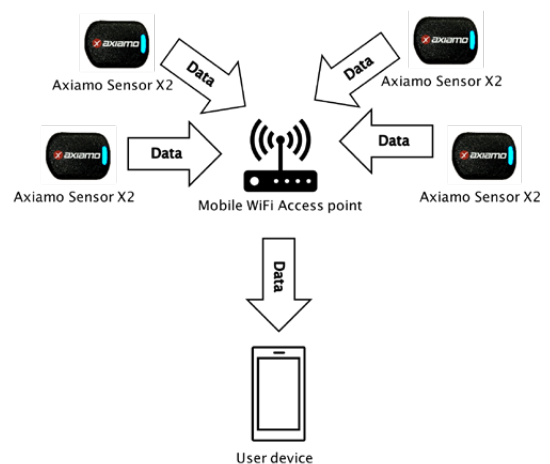 axiamo
axiamo
Data
Data
Axiamo Sensor X2
Axiamo Sensor X2
axiamo
Data
Data
axiamo
Axiamo Sensor X2
Mobile WiFi Access point
Axiamo Sensor X2
Data
User device